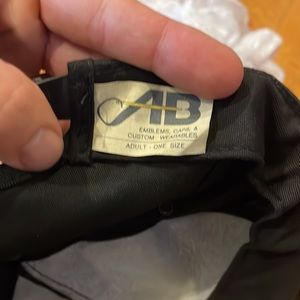 AB
EMBLEMS, CAPS, &
CUSTOM WEARABLES
ADULT - ONE SIZE